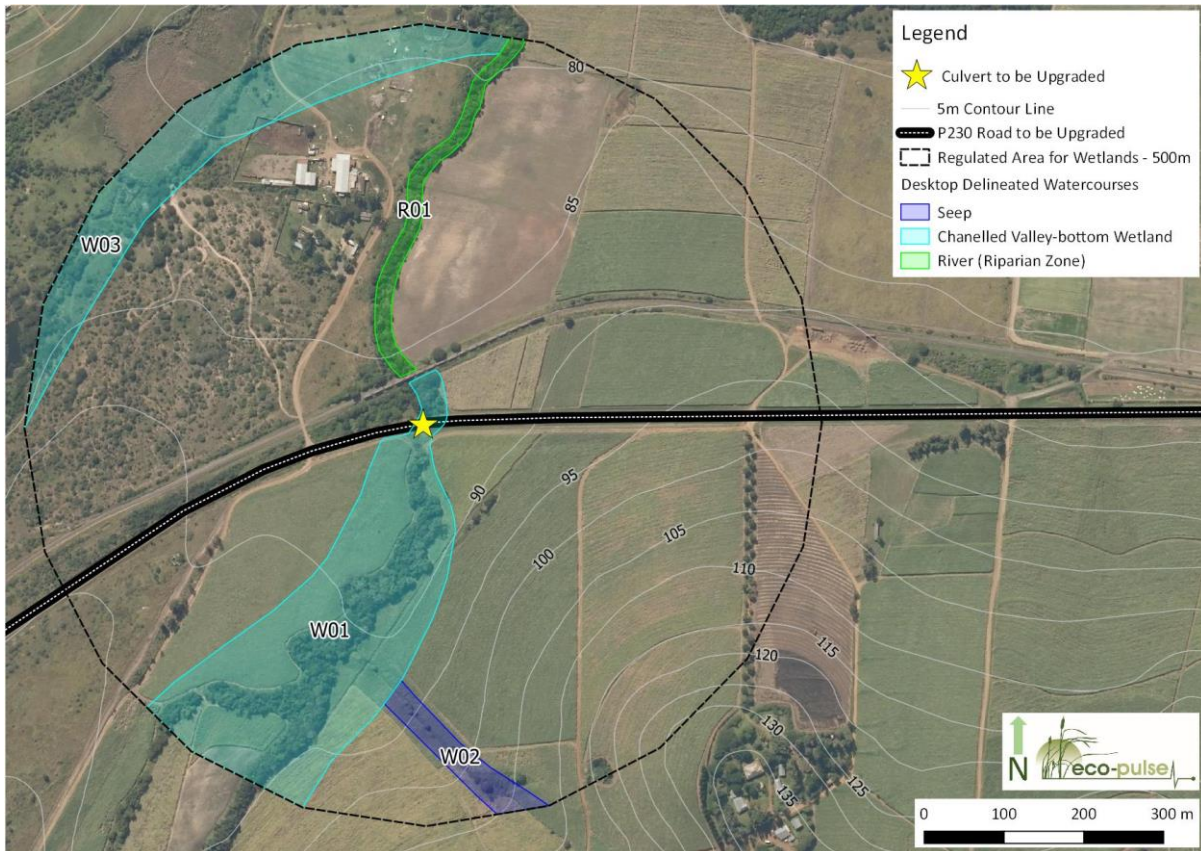 Legend
Culvert to be Upgraded
5m Contour Line
P230 Road to be Upgraded
Regulated Area for Wetlands - 500m
Desktop Delineated Watercourses
Seep
Chanelled Valley-bottom Wetland
River (Riparian Zone)
80
R01
85
W03
90
95
105
100
110
W01
115
120
W02
130
125
135
N
eco-pulse
0 100 200 300 m